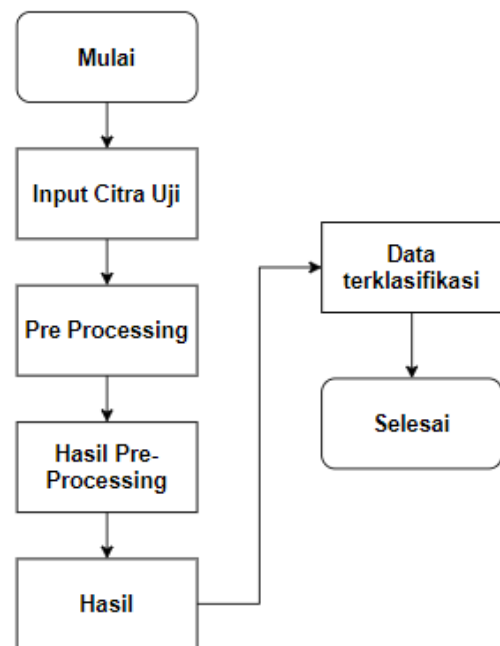 Mulai
Input Citra Uji
Pre Processing
Hasil Pre-
Processing
Hasil
Data
terklasifikasi
Selesai